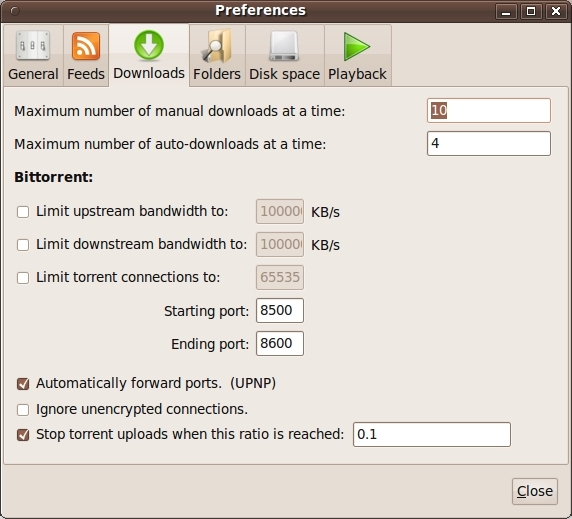 Preferences
General Feeds Downloads Folders Disk space Playback
Maximum number of manual downloads at a time: 10
Maximum number of auto-downloads at a time: 4
Bittorrent:
Limit upstream bandwidth to: 10000 KB/s
Limit downstream bandwidth to: 10000 KB/s
Limit torrent connections to: 65535
Starting port: 8500
Ending port: 8600
Automatically forward ports. (UPNP)
Ignore unencrypted connections.
Stop torrent uploads when this ratio is reached: 0.1
Close